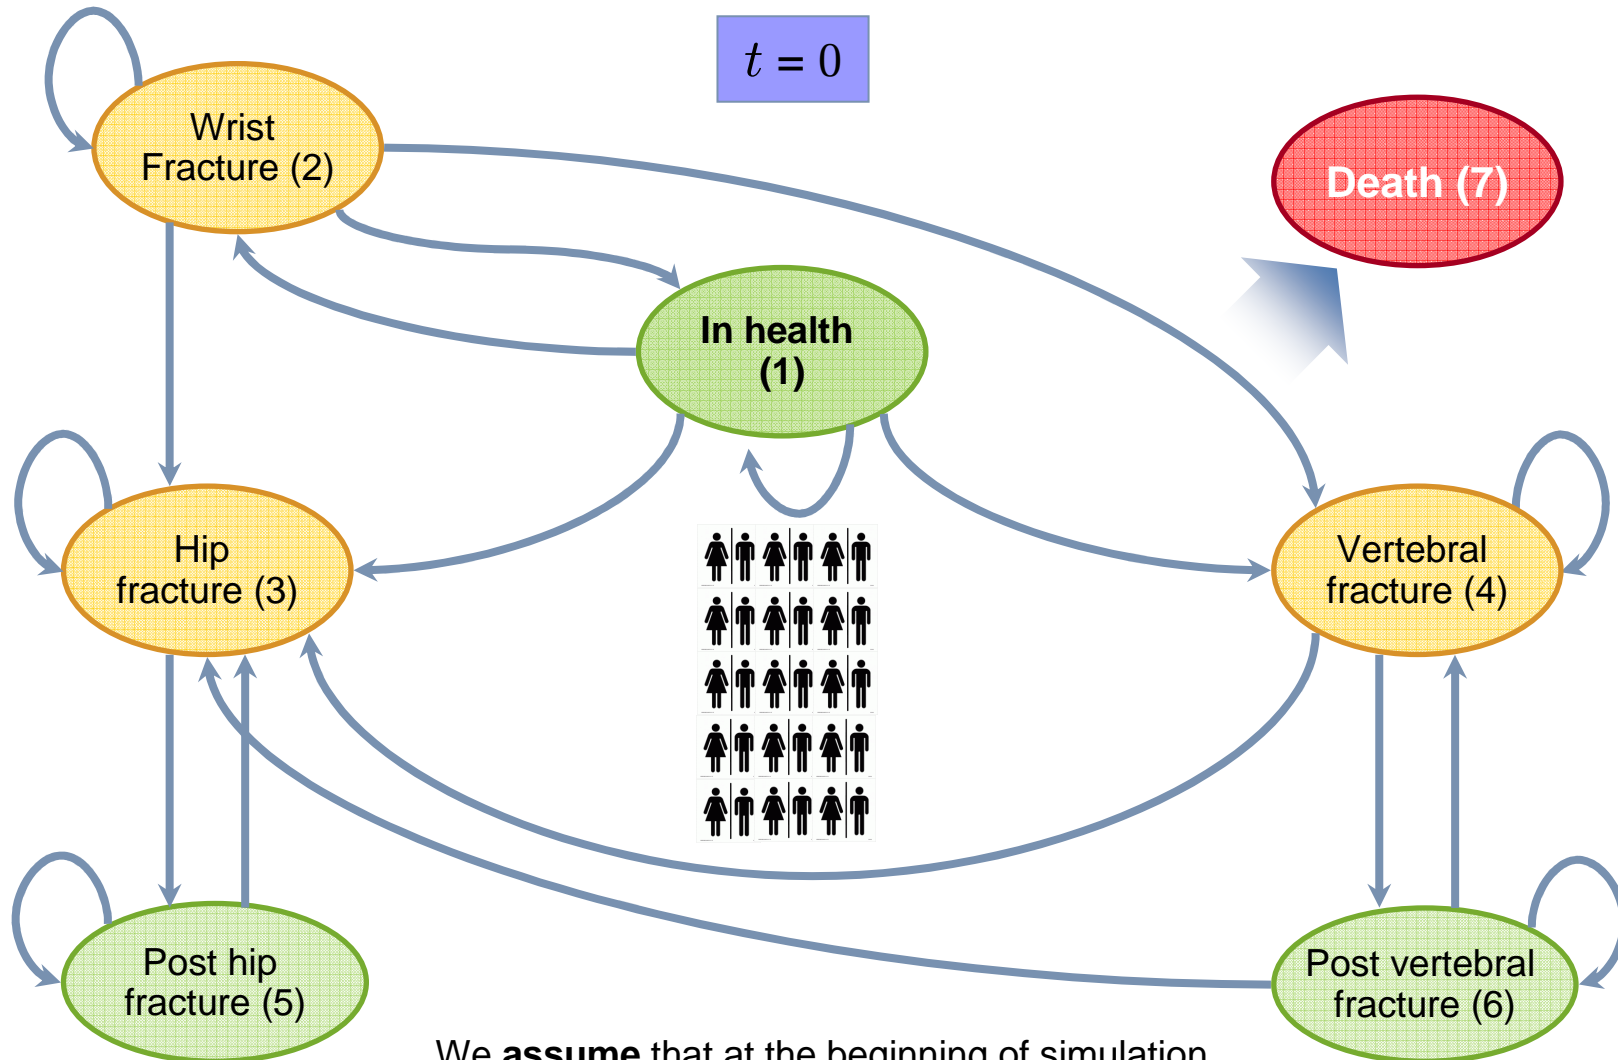 t = 0
Wrist
Fracture (2)
Death (7)
In health
(1)
Hip
fracture (3)
Vertebral
fracture (4)
Post hip
fracture (5)
Post vertebral
fracture (6)
We assume that at the beginning of simulation